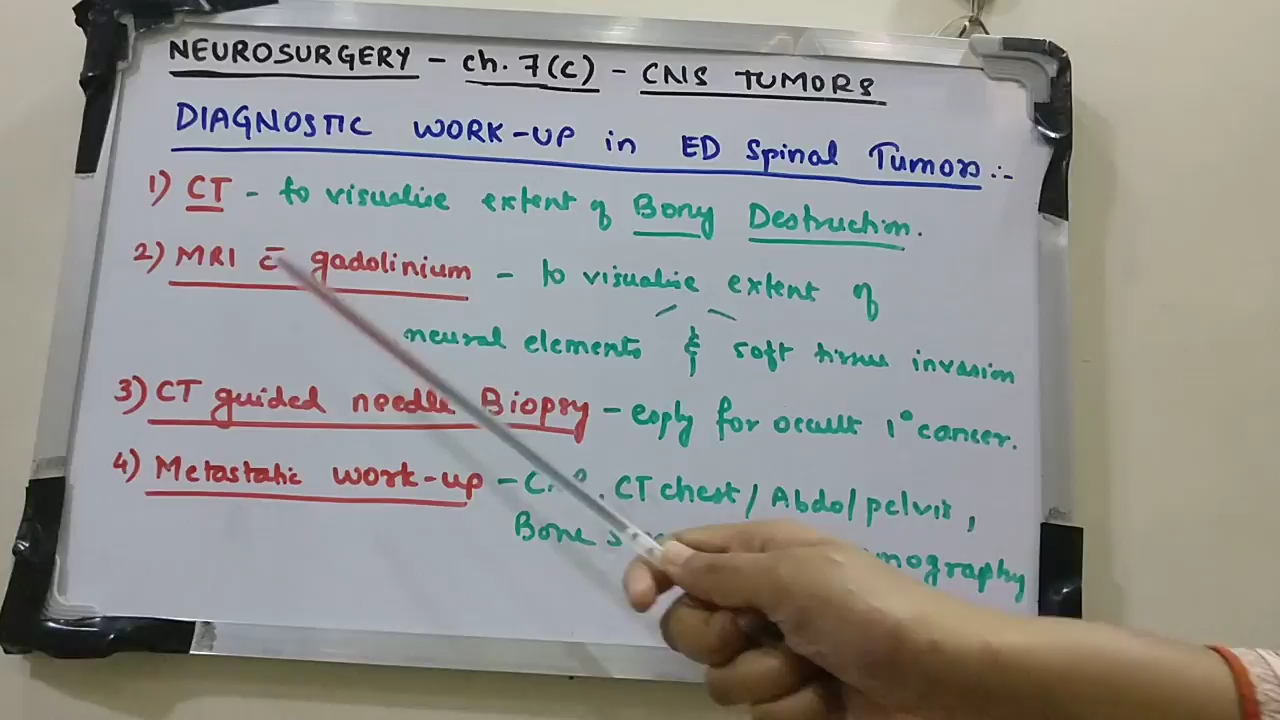 NEUROSURGERY - ch. 7(c) - CNS TUMORS
DIAGNOSTIC WORK-UP in ED Spinal Tumors :-
1) CT - to visualise extent of Bony Destruction.
2) MRI c̄ gadolinium - to visualise extent of
neural elements & soft tissue invasion
3) CT guided needle Biopsy - esply for occult 1° cancer.
4) Metastatic work-up - CT chest / Abdo / pelvis,
Bone